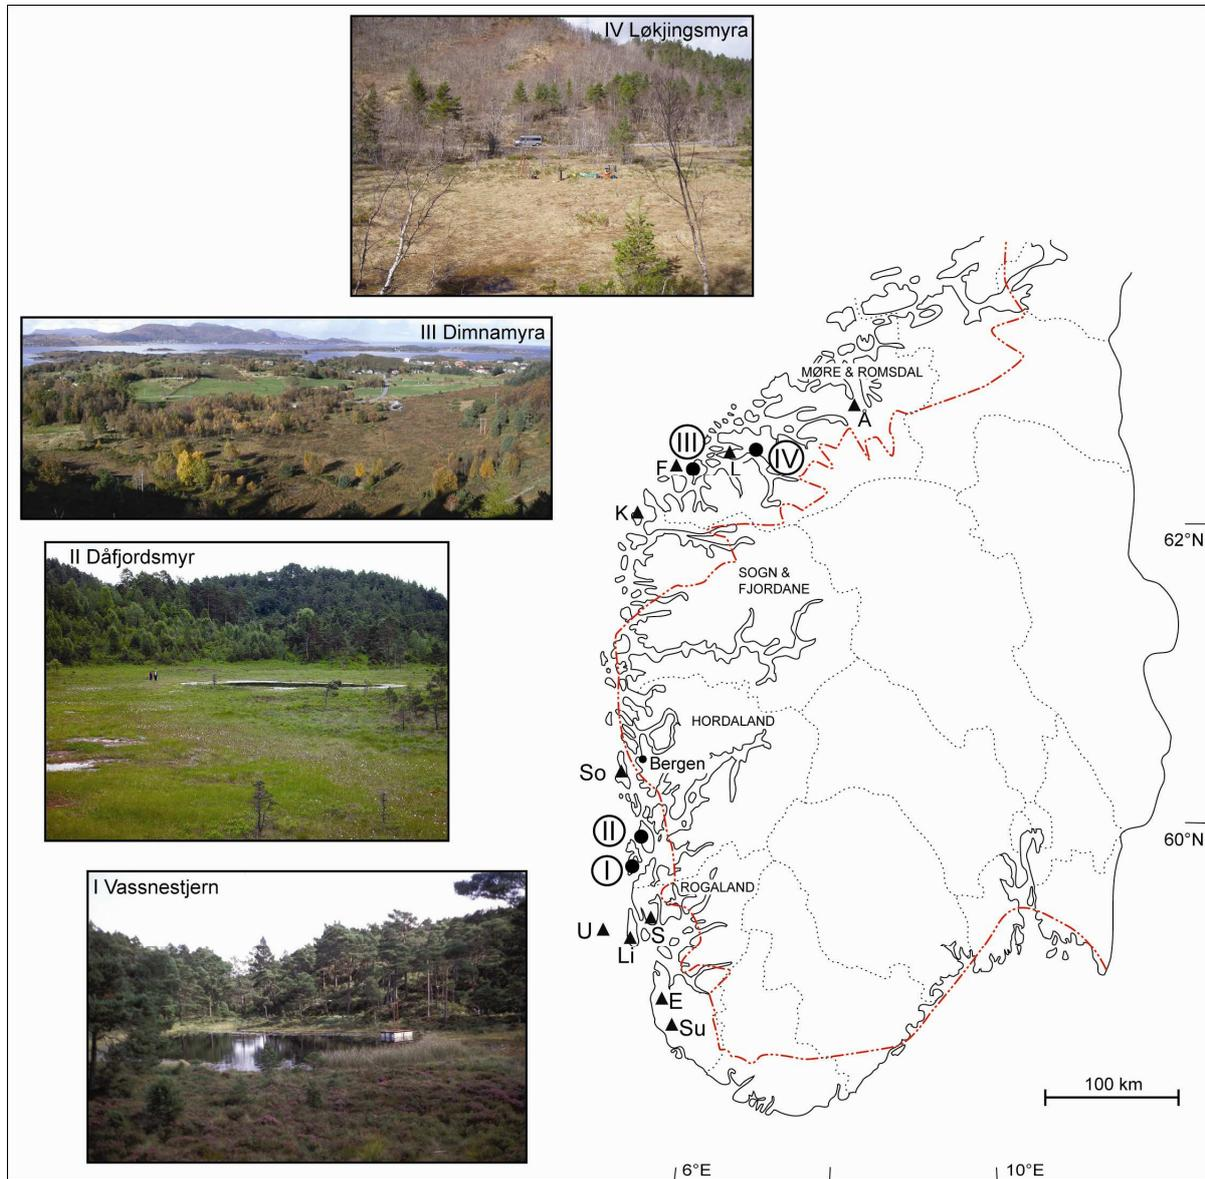 IV Løkjingsmyra
III Dimnamyra
II Dåfjordsmyr
I Vassnestjern
MØRE & ROMSDAL
Å
III
F
L
IV
K
62°N
SOGN &
FJORDANE
HORDALAND
Bergen
So
II
60°N
I
ROGALAND
U
S
Li
E
Su
100 km
6°E
10°E